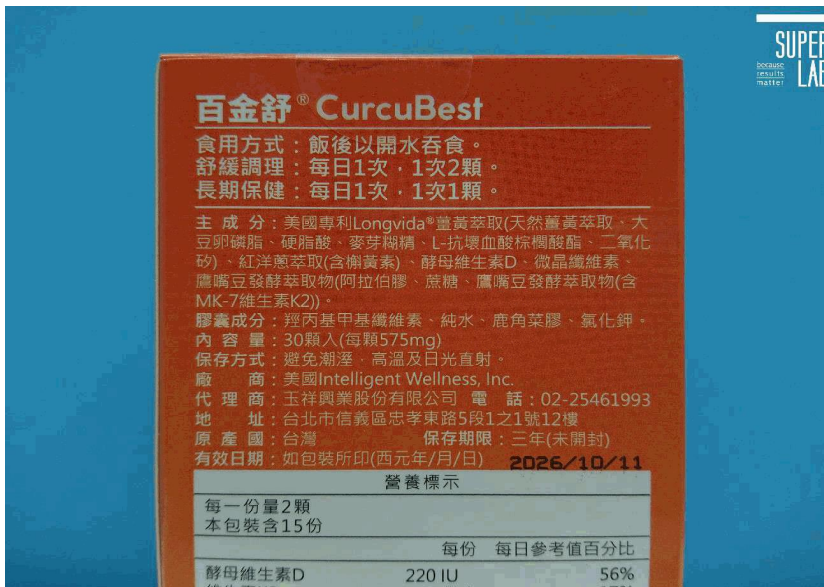 SUPER
because
results
matter
LAB
百金舒® CurcuBest
食用方式：飯後以開水吞食。
舒緩調理：每日1次，1次2顆。
長期保健：每日1次，1次1顆。
主成分：美國專利Longvida®薑黃萃取(天然薑黃萃取、大
豆卵磷脂、硬脂酸、麥芽糊精、L-抗壞血酸棕櫚酸酯、二氧化
矽)、紅洋蔥萃取(含槲黃素)、酵母維生素D、微晶纖維素、
鷹嘴豆發酵萃取物(阿拉伯膠、蔗糖、鷹嘴豆發酵萃取物(含
MK-7維生素K2))。
膠囊成分：羥丙基甲基纖維素、純水、鹿角菜膠、氯化鉀。
內容量：30顆入(每顆575mg)
保存方式：避免潮溼，高溫及日光直射。
廠商：美國Intelligent Wellness, Inc.
代理商：玉祥興業股份有限公司 電話：02-25461993
地址：台北市信義區忠孝東路5段1之1號12樓
原產國：台灣 保存期限：三年(未開封)
有效日期：如包裝所印(西元年/月/日) 2026/10/11
營養標示
每一份量2顆
本包裝含15份
每份 每日參考值百分比
酵母維生素D 220 IU 56%